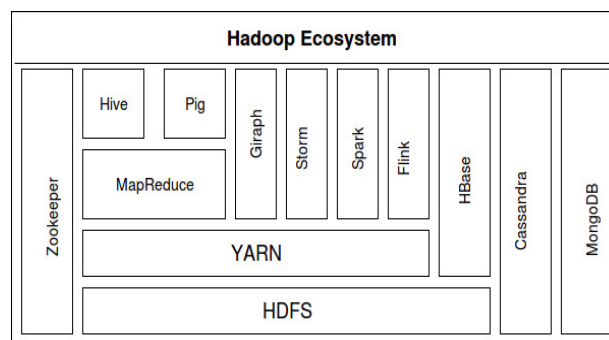 Hadoop Ecosystem
Zookeeper
Hive
Pig
MapReduce
Giraph
Storm
Spark
Flink
YARN
HBase
HDFS
Cassandra
MongoDB